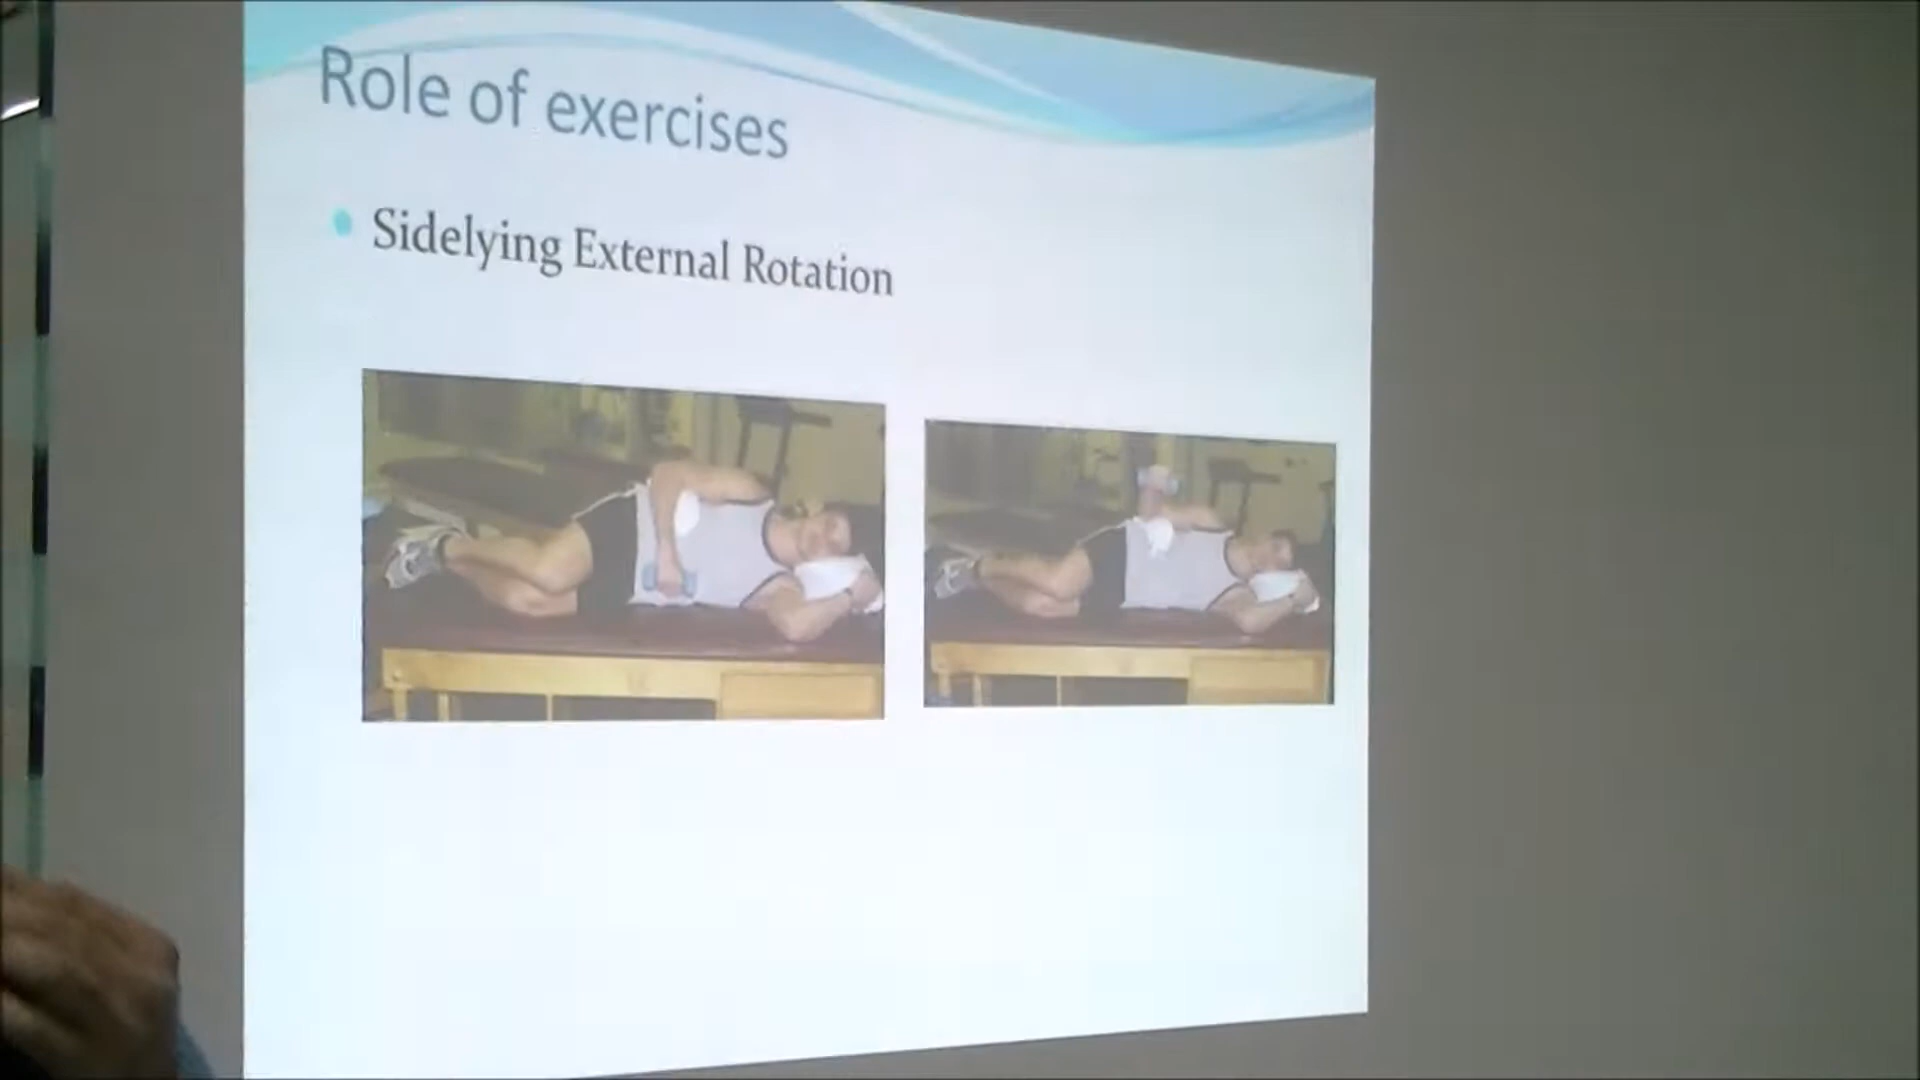 Role of exercises
Sidelying External Rotation